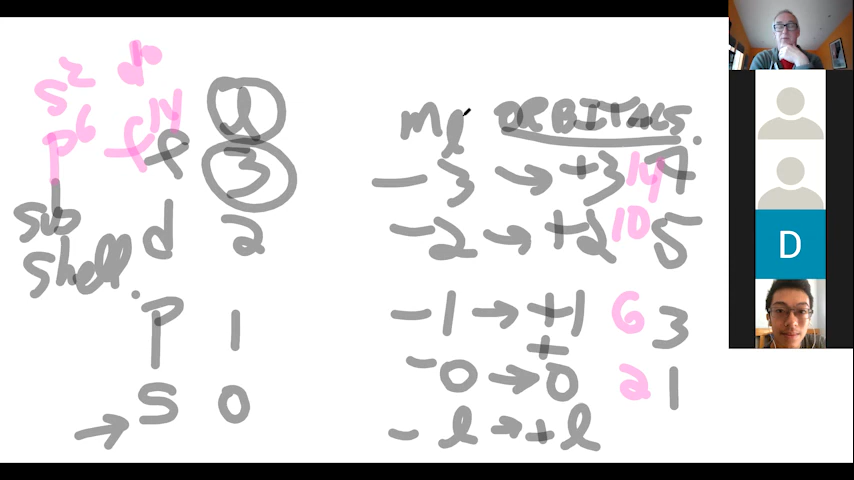 s² d¹⁰
p⁶ f¹⁴ l
mₗ ORBITALS.
f 3 -3 → +3 14 7
sub shell.
d 2 -2 → +2 10 5
p 1 -1 → +1 6 3
→ s 0 -0 → ±0 2 1
-l → +l
D